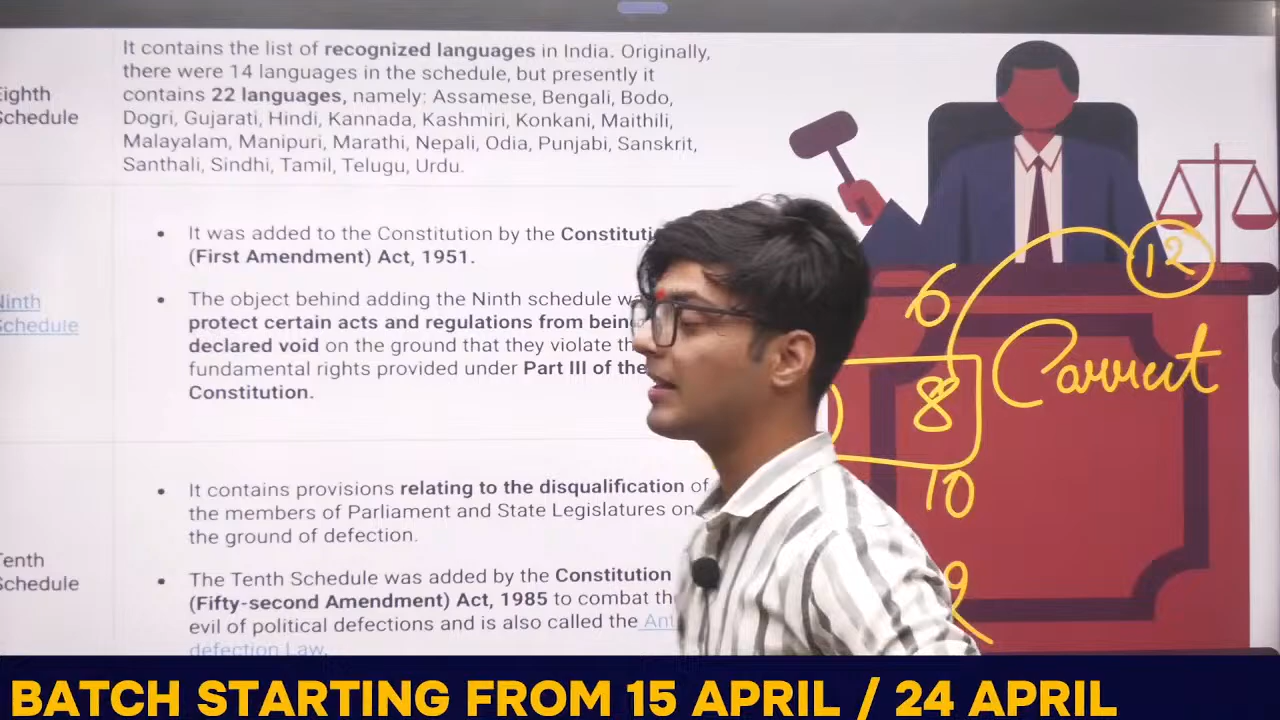 It contains the list of recognized languages in India. Originally,
there were 14 languages in the schedule, but presently it
contains 22 languages, namely: Assamese, Bengali, Bodo,
Dogri, Gujarati, Hindi, Kannada, Kashmiri, Konkani, Maithili,
Malayalam, Manipuri, Marathi, Nepali, Odia, Punjabi, Sanskrit,
Santhali, Sindhi, Tamil, Telugu, Urdu.
Eighth
Schedule
It was added to the Constitution by the
(First Amendment) Act, 1951.
The object behind adding the Ninth schedule
protect certain acts and regulations from
declared void on the ground that they violate
fundamental rights provided under Part III of the
Constitution.
Ninth
Schedule
It contains provisions relating to the disqualification of
the members of Parliament and State Legislatures on
the ground of defection.
The Tenth Schedule was added by the Constitution
(Fifty-second Amendment) Act, 1985 to combat
evil of political defections and is also called the
defection Law.
Tenth
Schedule
12
6
Correct
8
10
BATCH STARTING FROM 15 APRIL / 24 APRIL